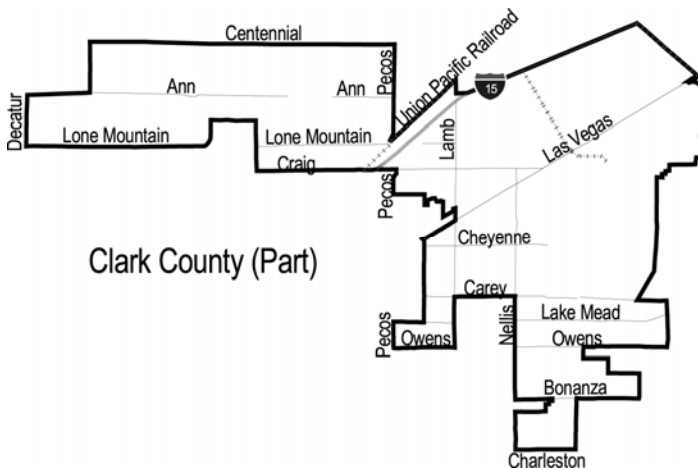 Centennial
Pecos
Union Pacific Railroad
15
Ann
Ann
Decatur
Lone Mountain
Lone Mountain
Lamb
Las Vegas
Craig
Pecos
Cheyenne
Clark County (Part)
Carey
Nellis
Lake Mead
Pecos
Owens
Owens
Bonanza
Charleston